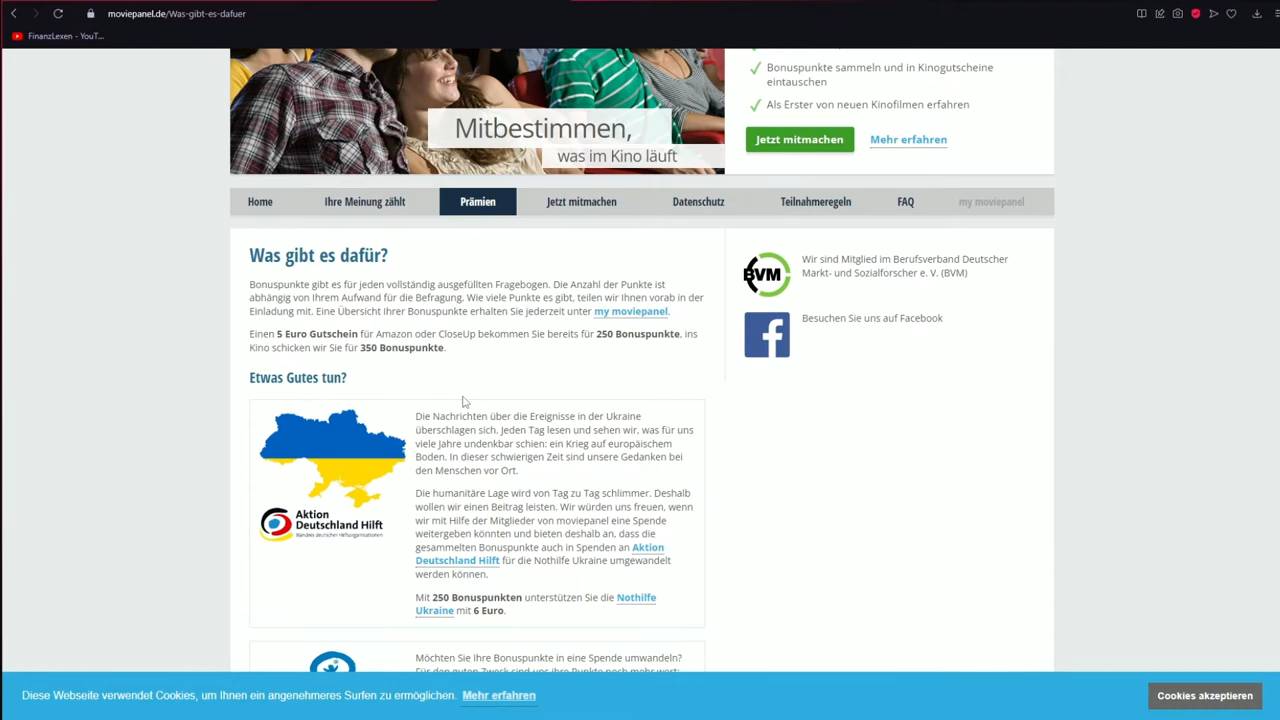 moviepanel.de/Was-gibt-es-dafuer
FinanzLexen - YouT...
Bonuspunkte sammeln und in Kinogutscheine
eintauschen
Als Erster von neuen Kinofilmen erfahren
Mitbestimmen,
was im Kino läuft
Jetzt mitmachen Mehr erfahren
Home Ihre Meinung zählt Prämien Jetzt mitmachen Datenschutz Teilnahmeregeln FAQ my moviepanel
Was gibt es dafür?
Bonuspunkte gibt es für jeden vollständig ausgefüllten Fragebogen. Die Anzahl der Punkte ist
abhängig von Ihrem Aufwand für die Befragung. Wie viele Punkte es gibt, teilen wir Ihnen vorab in der
Einladung mit. Eine Übersicht Ihrer Bonuspunkte erhalten Sie jederzeit unter my moviepanel.
Einen 5 Euro Gutschein für Amazon oder CloseUp bekommen Sie bereits für 250 Bonuspunkte, ins
Kino schicken wir Sie für 350 Bonuspunkte.
BVM
Wir sind Mitglied im Berufsverband Deutscher
Markt- und Sozialforscher e. V. (BVM)
Besuchen Sie uns auf Facebook
Etwas Gutes tun?
Die Nachrichten über die Ereignisse in der Ukraine
überschlagen sich. Jeden Tag lesen und sehen wir, was für uns
viele Jahre undenkbar schien: ein Krieg auf europäischem
Boden. In dieser schwierigen Zeit sind unsere Gedanken bei
den Menschen vor Ort.
Aktion
Deutschland Hilft
Bündnis deutscher Hilfsorganisationen
Die humanitäre Lage wird von Tag zu Tag schlimmer. Deshalb
wollen wir einen Beitrag leisten. Wir würden uns freuen, wenn
wir mit Hilfe der Mitglieder von moviepanel eine Spende
weitergeben könnten und bieten deshalb an, dass die
gesammelten Bonuspunkte auch in Spenden an Aktion
Deutschland Hilft für die Nothilfe Ukraine umgewandelt
werden können.
Mit 250 Bonuspunkten unterstützen Sie die Nothilfe
Ukraine mit 6 Euro.
Möchten Sie Ihre Bonuspunkte in eine Spende umwandeln?
Für den guten Zweck sind uns ihre Punkte noch mehr wert:
Diese Webseite verwendet Cookies, um Ihnen ein angenehmeres Surfen zu ermöglichen. Mehr erfahren
Cookies akzeptieren